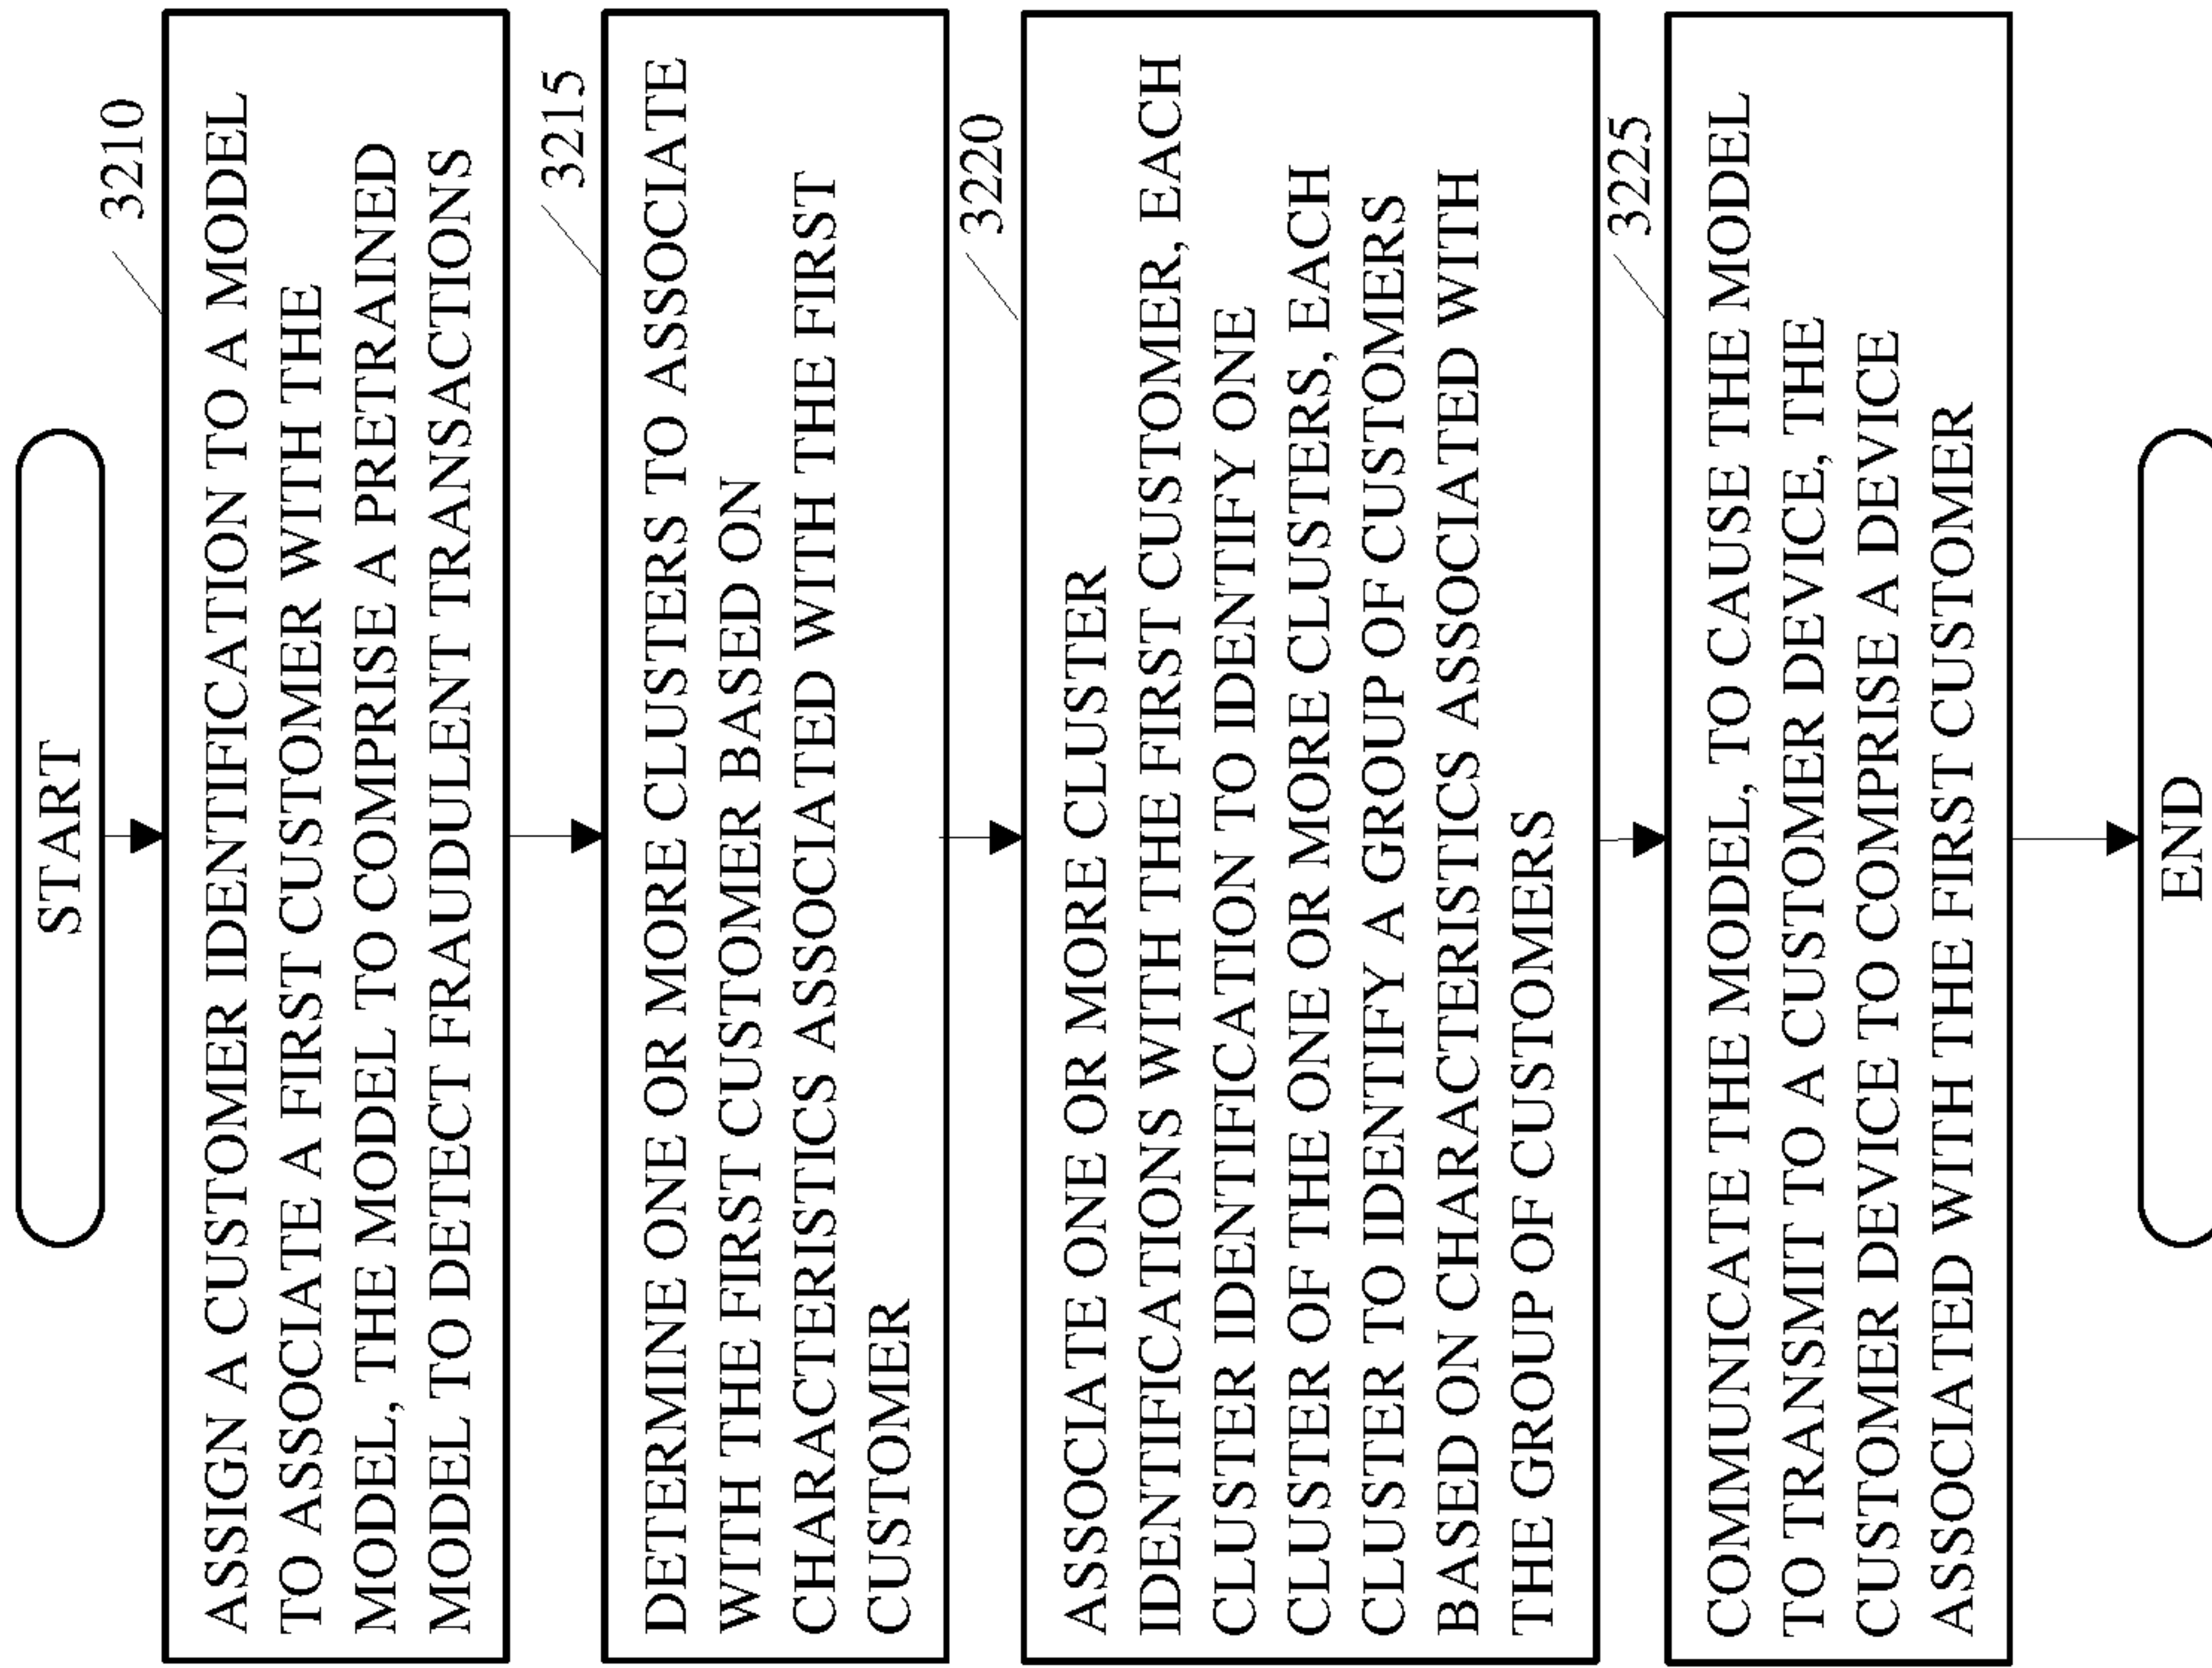 START
3210
ASSIGN A CUSTOMER IDENTIFICATION TO A MODEL
TO ASSOCIATE A FIRST CUSTOMER WITH THE
MODEL, THE MODEL TO COMPRISE A PRETRAINED
MODEL TO DETECT FRAUDULENT TRANSACTIONS
3215
DETERMINE ONE OR MORE CLUSTERS TO ASSOCIATE
WITH THE FIRST CUSTOMER BASED ON
CHARACTERISTICS ASSOCIATED WITH THE FIRST
CUSTOMER
3220
ASSOCIATE ONE OR MORE CLUSTER
IDENTIFICATIONS WITH THE FIRST CUSTOMER, EACH
CLUSTER IDENTIFICATION TO IDENTIFY ONE
CLUSTER OF THE ONE OR MORE CLUSTERS, EACH
CLUSTER TO IDENTIFY A GROUP OF CUSTOMERS
BASED ON CHARACTERISTICS ASSOCIATED WITH
THE GROUP OF CUSTOMERS
3225
COMMUNICATE THE MODEL, TO CAUSE THE MODEL
TO TRANSMIT TO A CUSTOMER DEVICE, THE
CUSTOMER DEVICE TO COMPRISE A DEVICE
ASSOCIATED WITH THE FIRST CUSTOMER
END